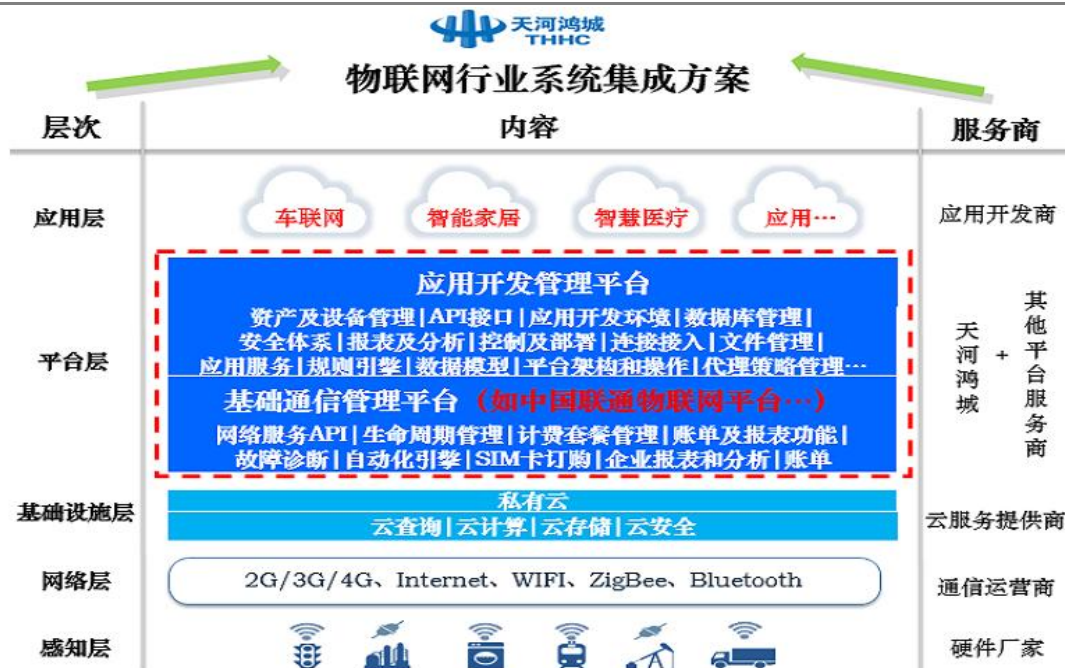 天河鸿城
THHC
物联网行业系统集成方案
层次
内容
服务商
应用层
车联网
智能家居
智慧医疗
应用…
应用开发商
平台层
应用开发管理平台
资产及设备管理|API接口|应用开发环境|数据库管理|
安全体系|报表及分析|控制及部署|连接接入|文件管理|
应用服务|规则引擎|数据模型|平台架构和操作|代理策略管理…
基础通信管理平台（如中国联通物联网平台…）
网络服务API|生命周期管理|计费套餐管理|账单及报表功能|
故障诊断|自动化引擎|SIM卡订购|企业报表和分析|账单
天河鸿城
+
其他平台服务商
基础设施层
私有云
云查询|云计算|云存储|云安全
云服务提供商
网络层
2G/3G/4G、Internet、WIFI、ZigBee、Bluetooth
通信运营商
感知层
硬件厂家